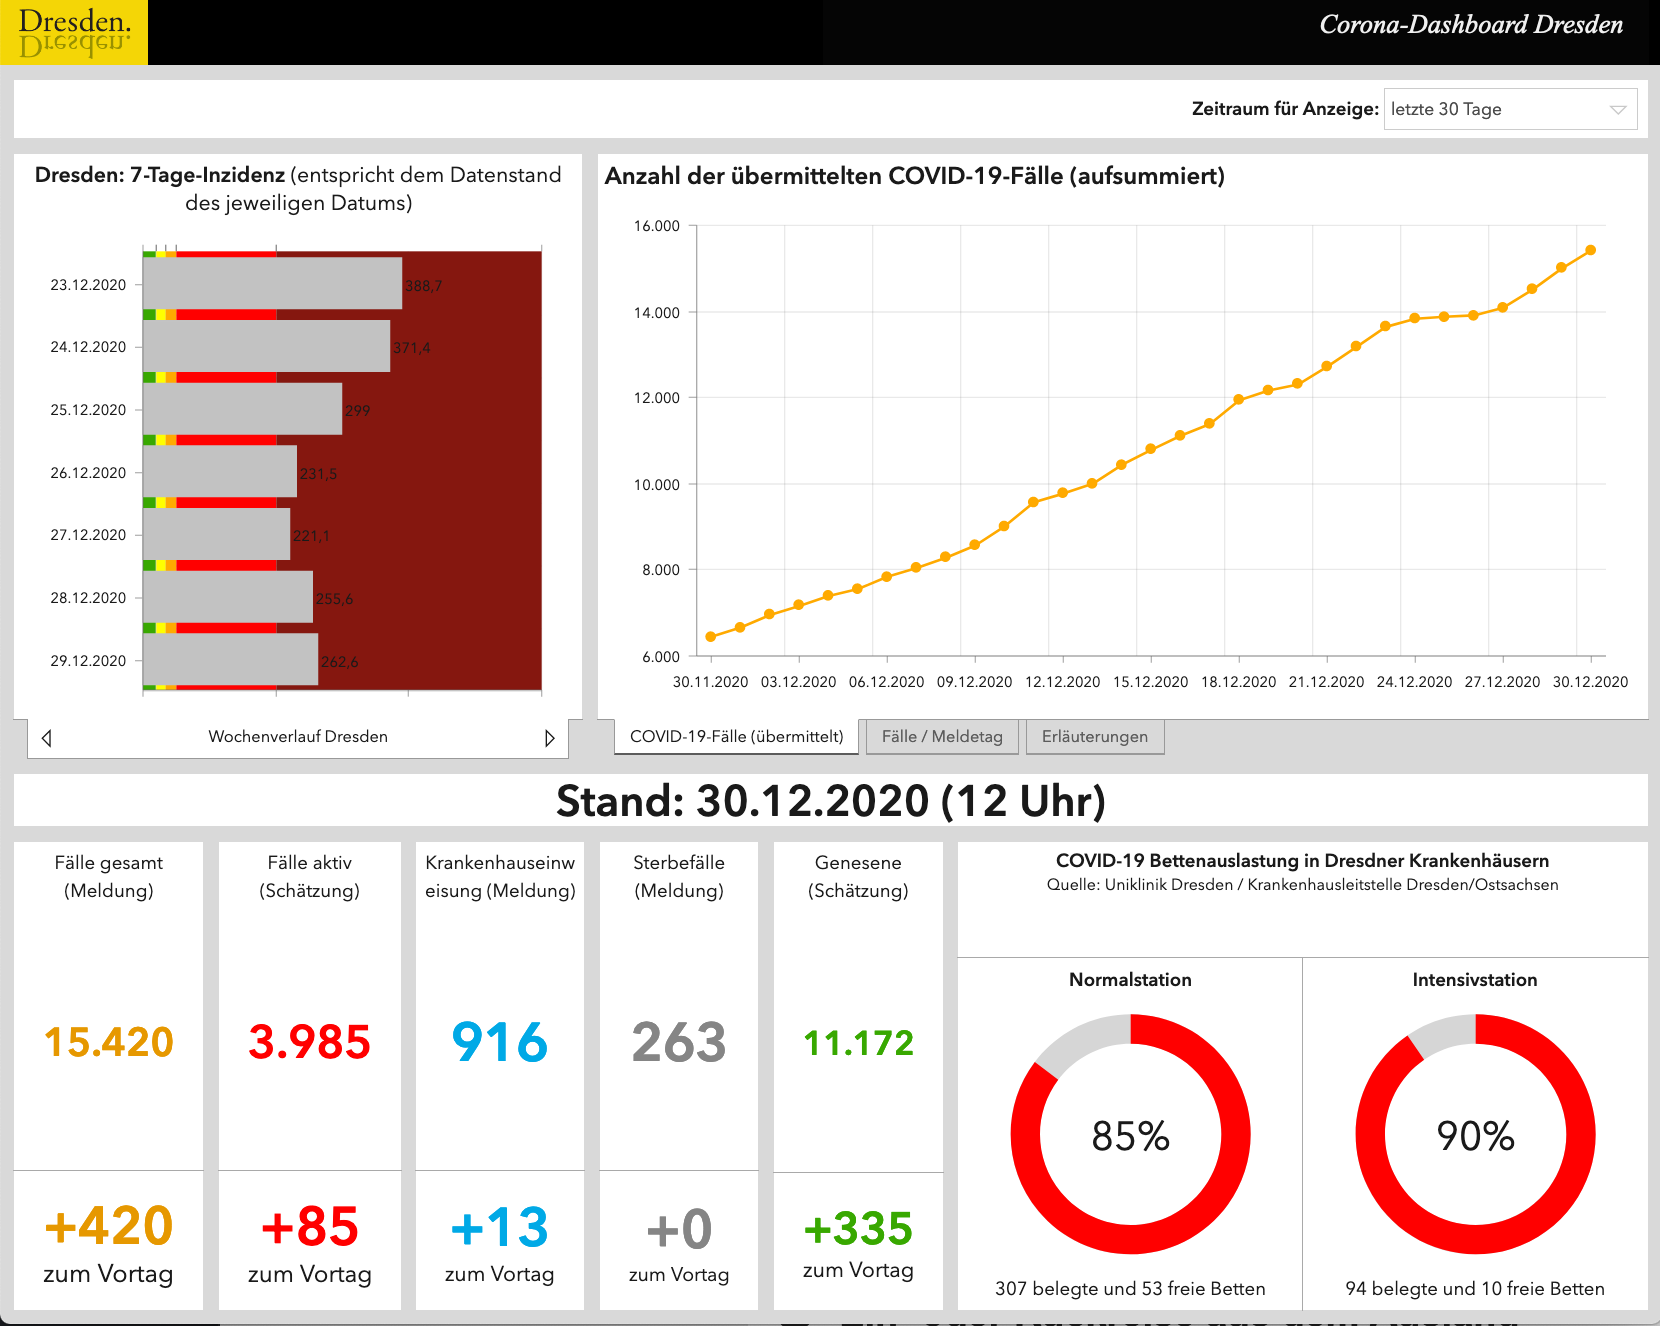 Dresden.
Dresden.
Corona-Dashboard Dresden
Zeitraum für Anzeige: letzte 30 Tage
Dresden: 7-Tage-Inzidenz (entspricht dem Datenstand
des jeweiligen Datums)
23.12.2020
388,7
24.12.2020
371,4
25.12.2020
299
26.12.2020
231,5
27.12.2020
221,1
28.12.2020
255,6
29.12.2020
262,6
Wochenverlauf Dresden
Anzahl der übermittelten COVID-19-Fälle (aufsummiert)
16.000
14.000
12.000
10.000
8.000
6.000
30.11.2020 03.12.2020 06.12.2020 09.12.2020 12.12.2020 15.12.2020 18.12.2020 21.12.2020 24.12.2020 27.12.2020 30.12.2020
COVID-19-Fälle (übermittelt) Fälle / Meldetag Erläuterungen
Stand: 30.12.2020 (12 Uhr)
Fälle gesamt
(Meldung)
15.420
+420
zum Vortag
Fälle aktiv
(Schätzung)
3.985
+85
zum Vortag
Krankenhauseinw
eisung (Meldung)
916
+13
zum Vortag
Sterbefälle
(Meldung)
263
+0
zum Vortag
Genesene
(Schätzung)
11.172
+335
zum Vortag
COVID-19 Bettenauslastung in Dresdner Krankenhäusern
Quelle: Uniklinik Dresden / Krankenhausleitstelle Dresden/Ostsachsen
Normalstation
85%
307 belegte und 53 freie Betten
Intensivstation
90%
94 belegte und 10 freie Betten